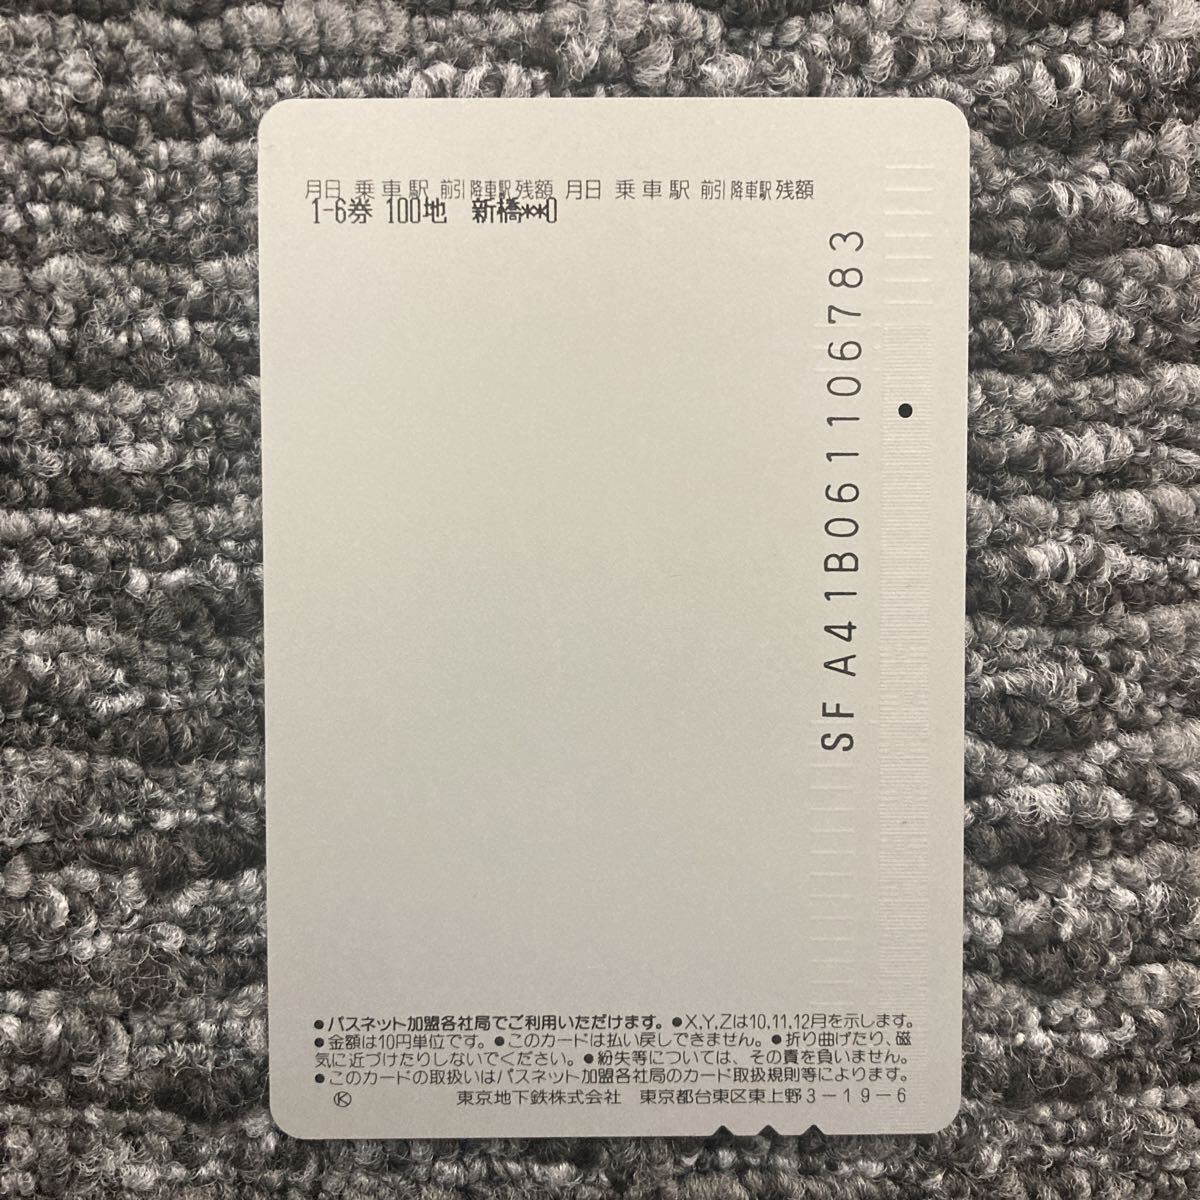 月日 乗車駅 前引 降車駅 残額 月日 乗車駅 前引 降車駅 残額
1-6券 100地 新橋**0
SF A41B061106783
●パスネット加盟各社局でご利用いただけます。●X,Y,Zは10,11,12月を示します。
●金額は10円単位です。●このカードは払い戻しできません。●折り曲げたり、磁
気に近づけたりしないでください。●紛失等については、その責を負いません。
●このカードの取扱いはパスネット加盟各社局のカード取扱規則等によります。
Ⓚ 東京地下鉄株式会社 東京都台東区東上野3-19-6